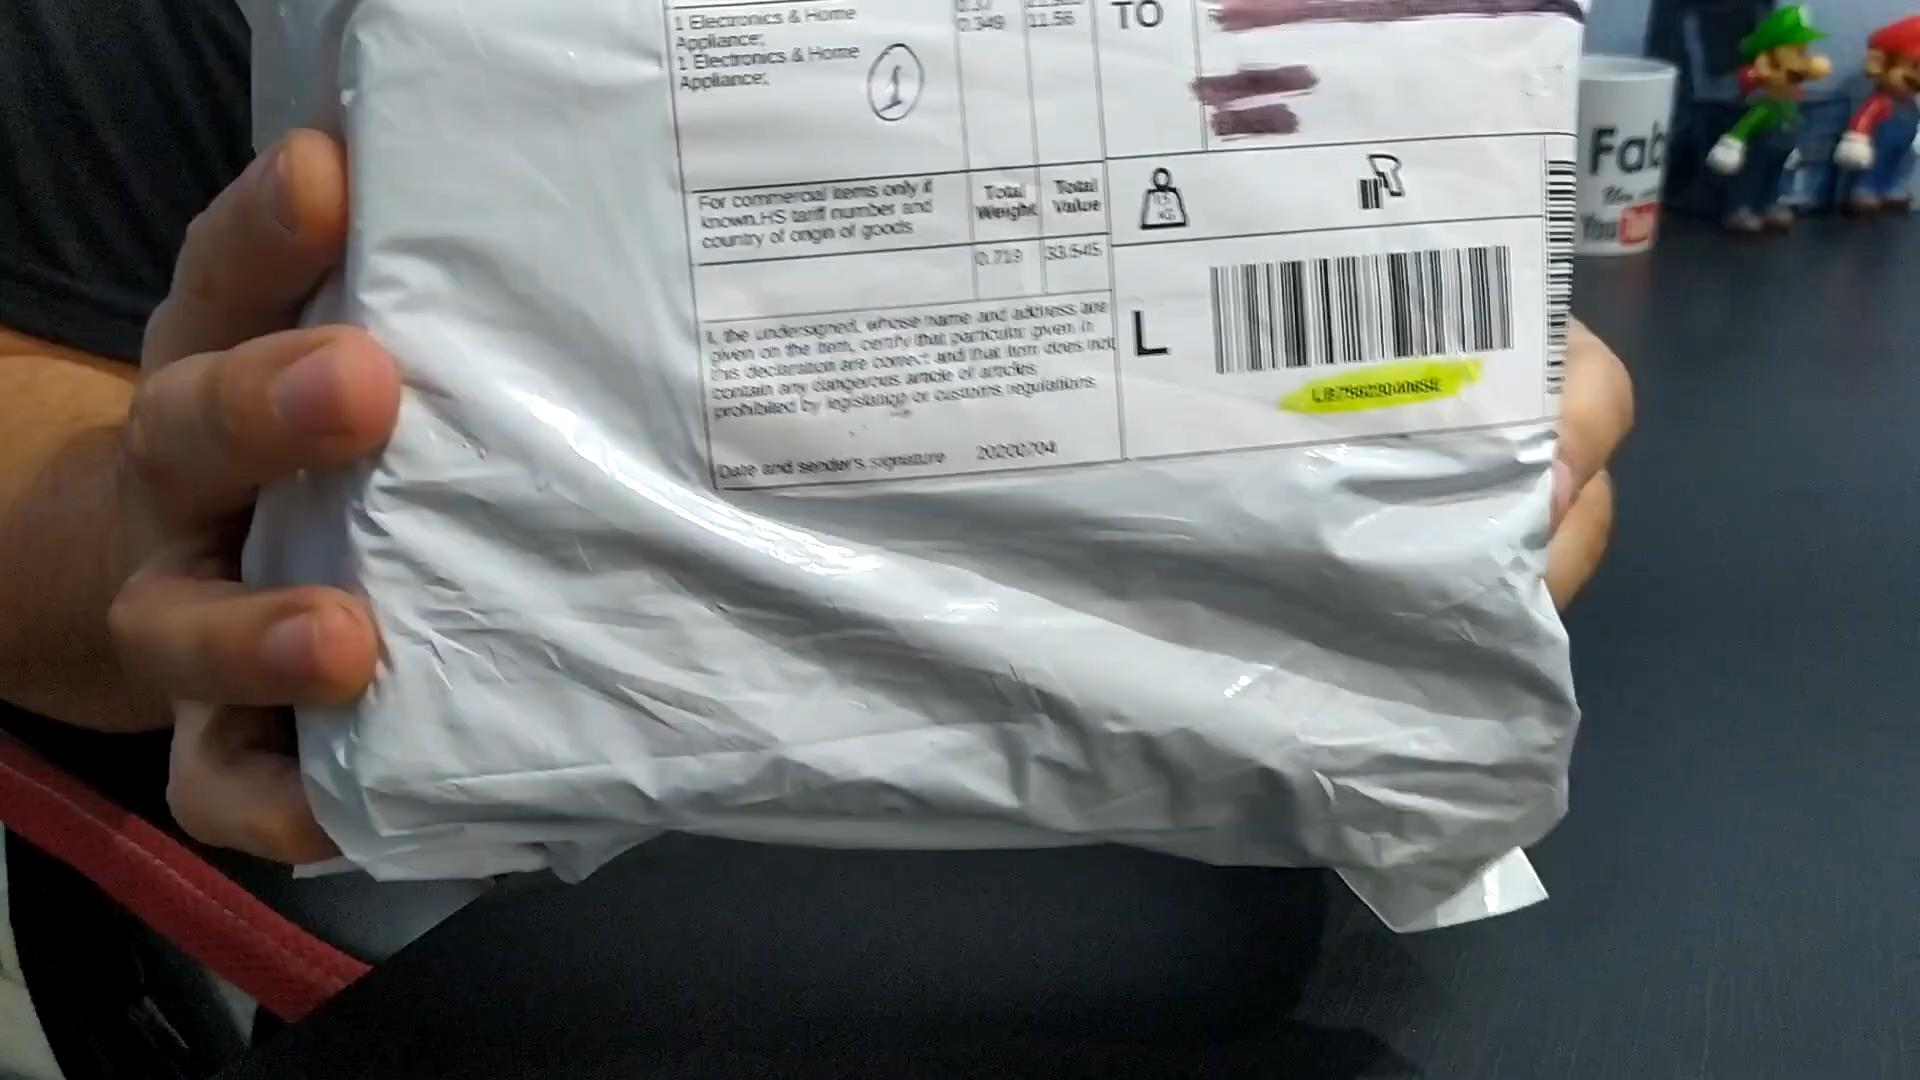 1 Electronics & Home
Appliance;
1 Electronics & Home
Appliance;
0.349
11.56
1
TO
For commercial items only if
known.HS tariff number and
country of origin of goods
Total
Weight
Total
Value
0.719
33.545
I, the undersigned, whose name and address are
given on the item, certify that particular given in
this declaration are correct and that item does not
contain any dangerous article of articles
prohibited by legislation or customs regulations.
Date and sender's signature 20200704
KG
L
Fab
You